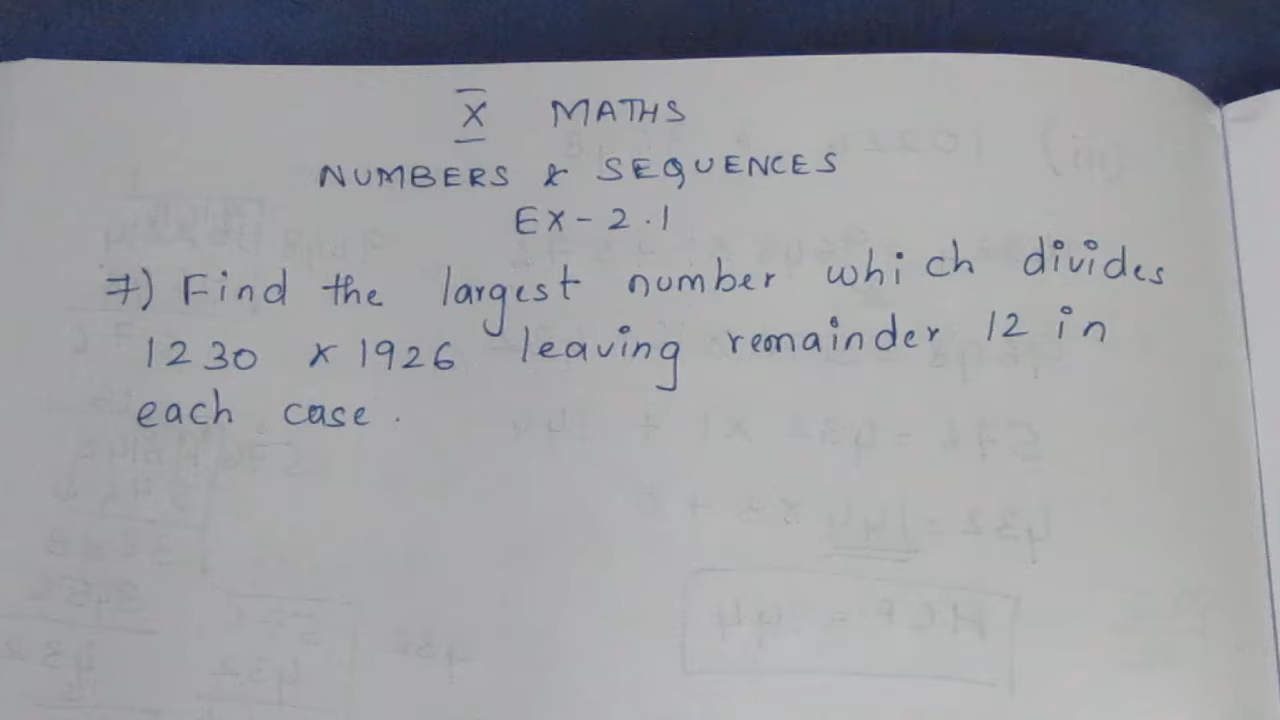 X MATHS
NUMBERS & SEQUENCES
EX-2.1
7) Find the largest number which divides
1230 & 1926 leaving remainder 12 in
each case.